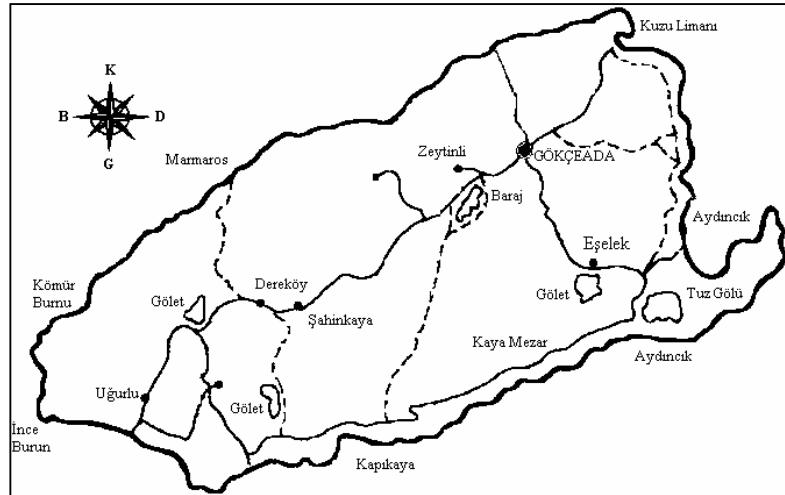 Kuzu Limanı
K
B D
G
Marmaros
Zeytinli
GÖKÇEADA
Baraj
Aydıncık
Eşelek
Kömür
Burnu
Gölet
Dereköy
Şahinkaya
Gölet
Tuz Gölü
Kaya Mezar
Aydıncık
Uğurlu
Gölet
İnce
Burun
Kapıkaya